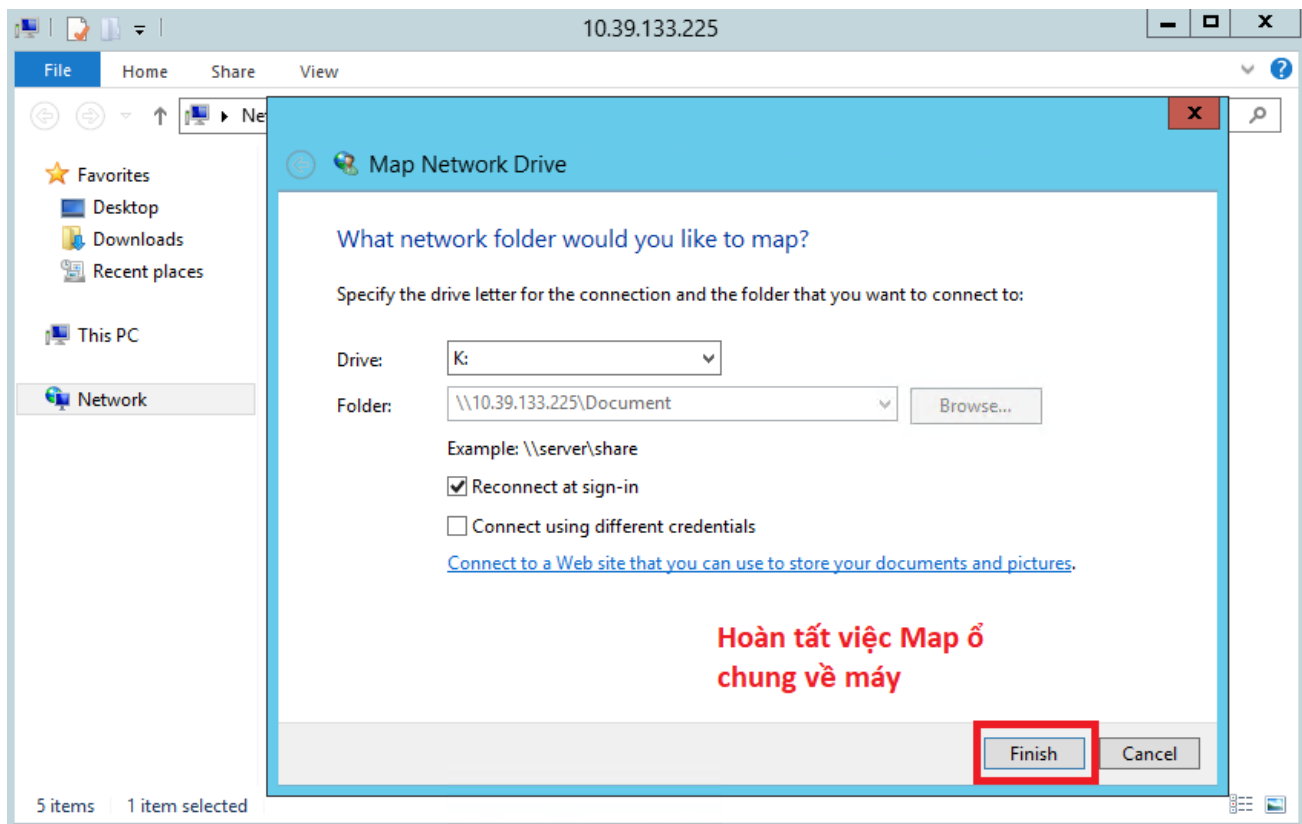 10.39.133.225
File Home Share View
Ne
Map Network Drive
Favorites
Desktop
Downloads
Recent places
This PC
Network
What network folder would you like to map?
Specify the drive letter for the connection and the folder that you want to connect to:
Drive: K:
Folder: \\10.39.133.225\Document Browse...
Example: \\server\share
Reconnect at sign-in
Connect using different credentials
Connect to a Web site that you can use to store your documents and pictures.
Hoàn tất việc Map ổ
chung về máy
Finish Cancel
5 items 1 item selected